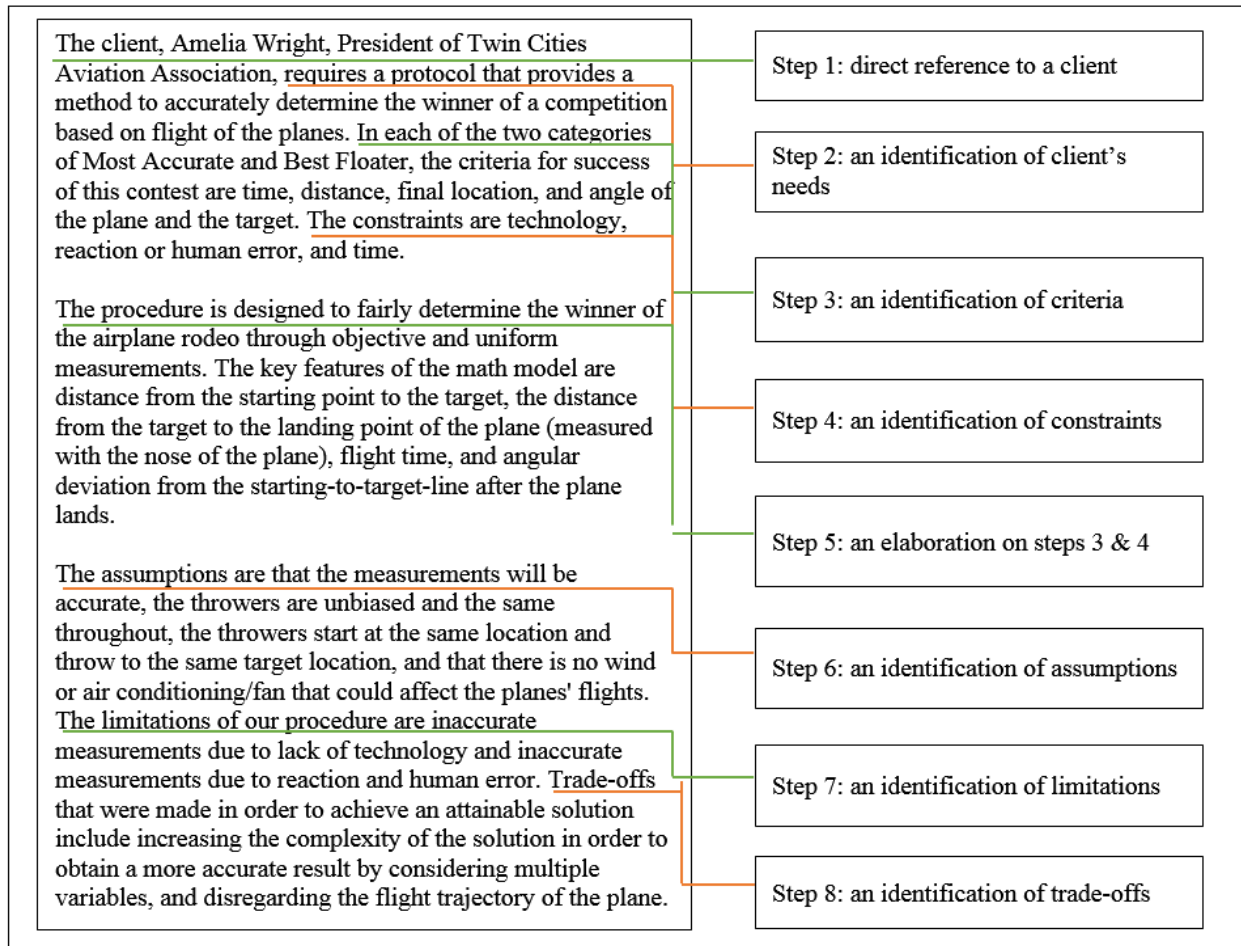 The client, Amelia Wright, President of Twin Cities
Aviation Association, requires a protocol that provides a
method to accurately determine the winner of a competition
based on flight of the planes. In each of the two categories
of Most Accurate and Best Floater, the criteria for success
of this contest are time, distance, final location, and angle of
the plane and the target. The constraints are technology,
reaction or human error, and time.
The procedure is designed to fairly determine the winner of
the airplane rodeo through objective and uniform
measurements. The key features of the math model are
distance from the starting point to the target, the distance
from the target to the landing point of the plane (measured
with the nose of the plane), flight time, and angular
deviation from the starting-to-target-line after the plane
lands.
The assumptions are that the measurements will be
accurate, the throwers are unbiased and the same
throughout, the throwers start at the same location and
throw to the same target location, and that there is no wind
or air conditioning/fan that could affect the planes' flights.
The limitations of our procedure are inaccurate
measurements due to lack of technology and inaccurate
measurements due to reaction and human error. Trade-offs
that were made in order to achieve an attainable solution
include increasing the complexity of the solution in order to
obtain a more accurate result by considering multiple
variables, and disregarding the flight trajectory of the plane.
Step 1: direct reference to a client
Step 2: an identification of client's
needs
Step 3: an identification of criteria
Step 4: an identification of constraints
Step 5: an elaboration on steps 3 & 4
Step 6: an identification of assumptions
Step 7: an identification of limitations
Step 8: an identification of trade-offs